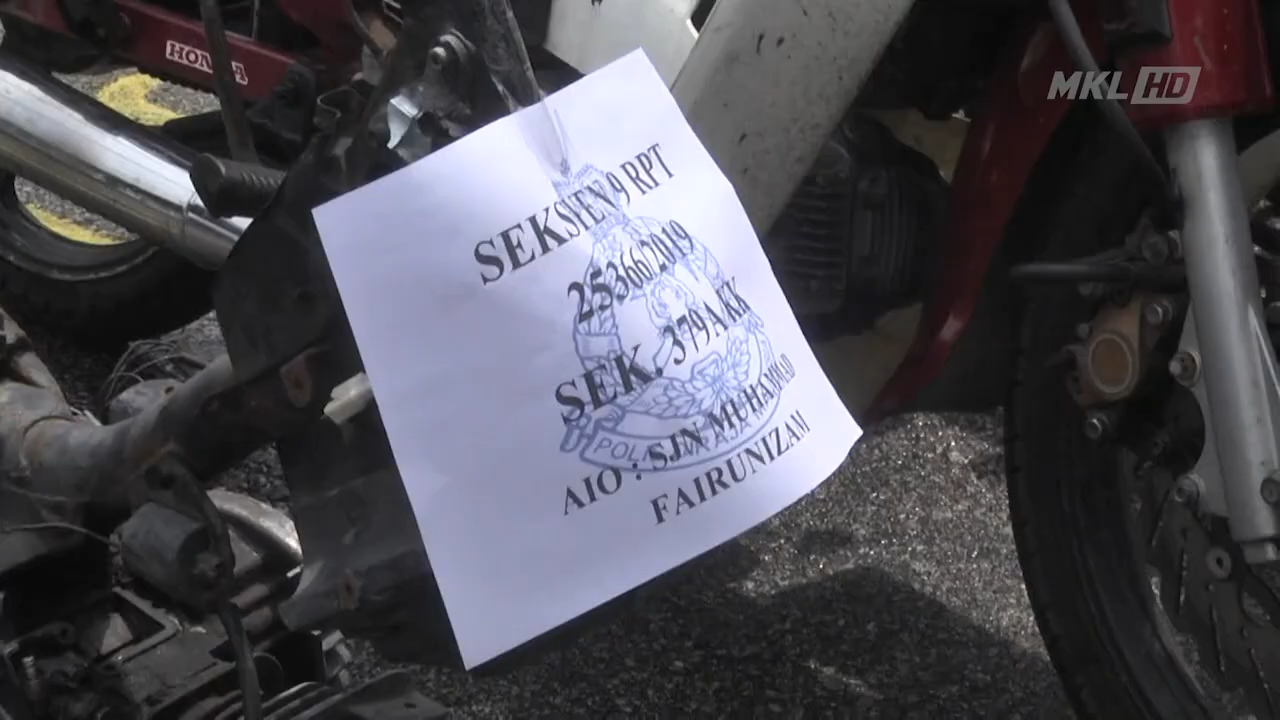 HONDA
MKL HD
SEKSYEN 9 RPT
25366/2019
SEK. 379A KK
AIO : SJN MUHAMMAD
FAIRUNIZAM